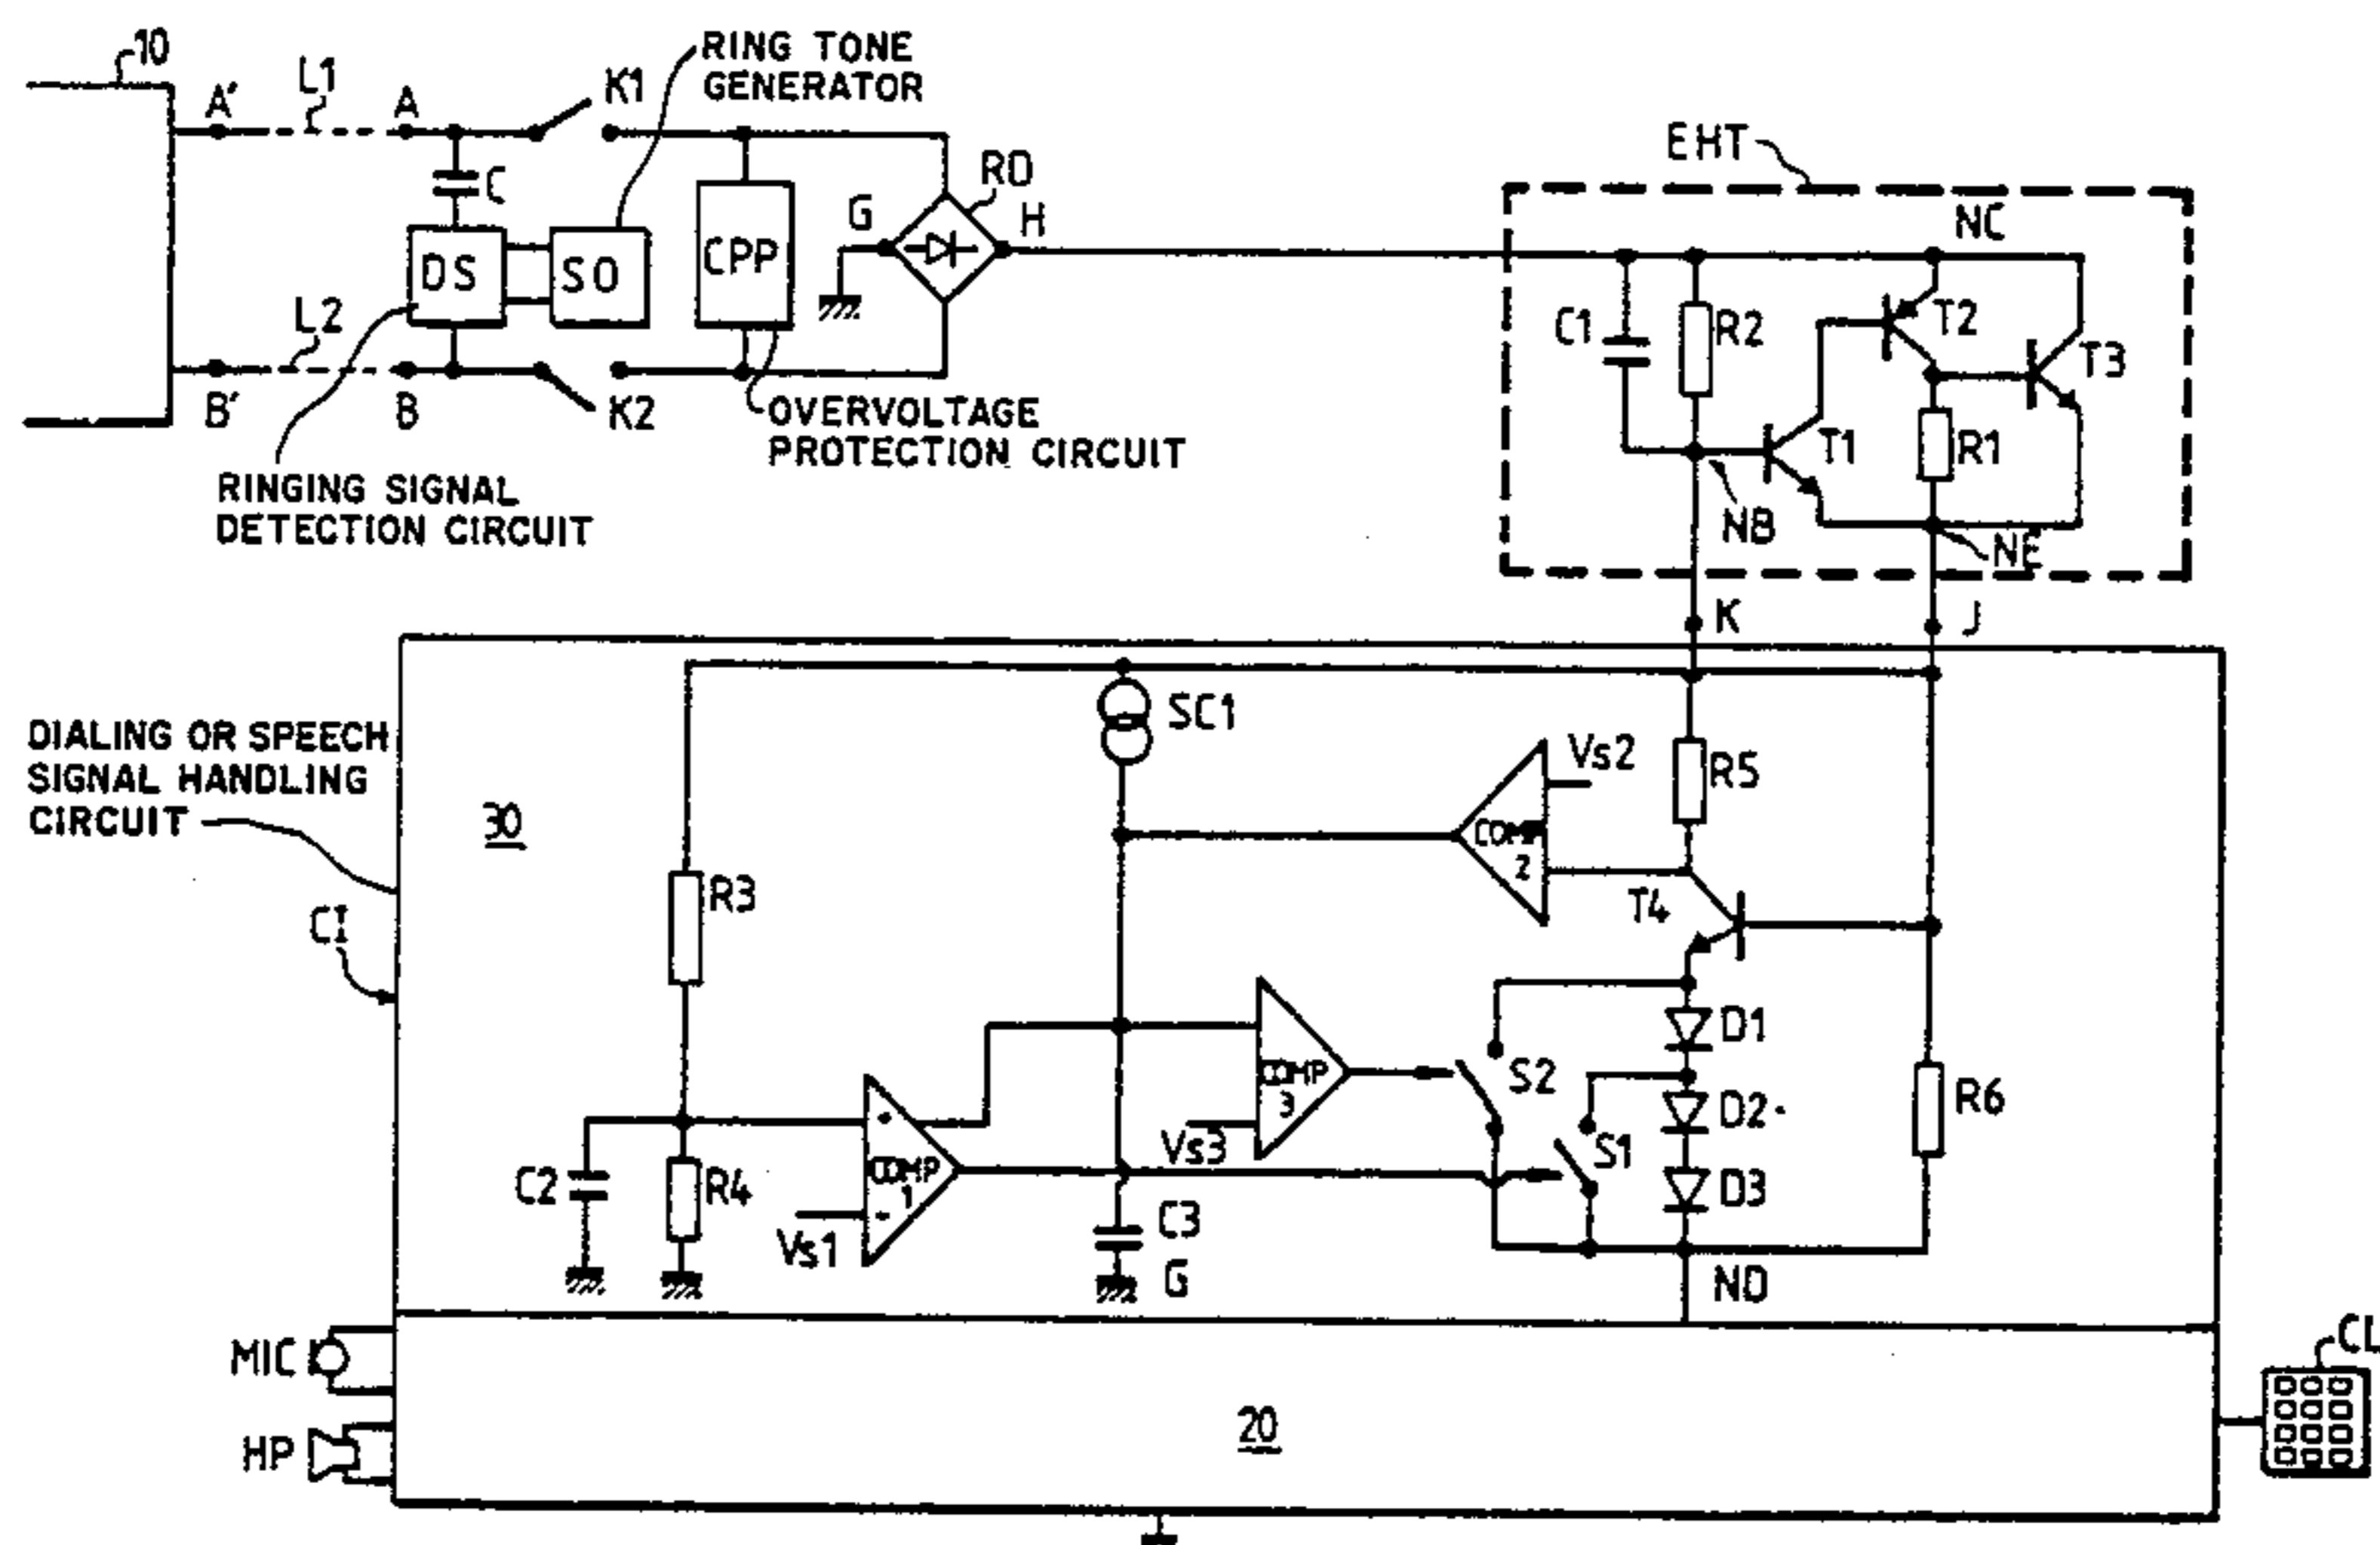 10
A'
L1
A
K1
RING TONE
GENERATOR
C
DS
SO
CPP
G
RD
H
L2
B'
B
K2
OVERVOLTAGE
PROTECTION CIRCUIT
RINGING SIGNAL
DETECTION CIRCUIT
EHT
NC
C1
R2
T2
T3
T1
R1
NB
NE
K
J
DIALING OR SPEECH
SIGNAL HANDLING
CIRCUIT
CI
30
SC1
Vs2
COMP
2
R5
R3
T4
D1
COMP
3
S2
D2
R6
Vs3
S1
C2
R4
COMP
1
+
-
Vs1
C3
D3
G
ND
MIC
HP
20
CL